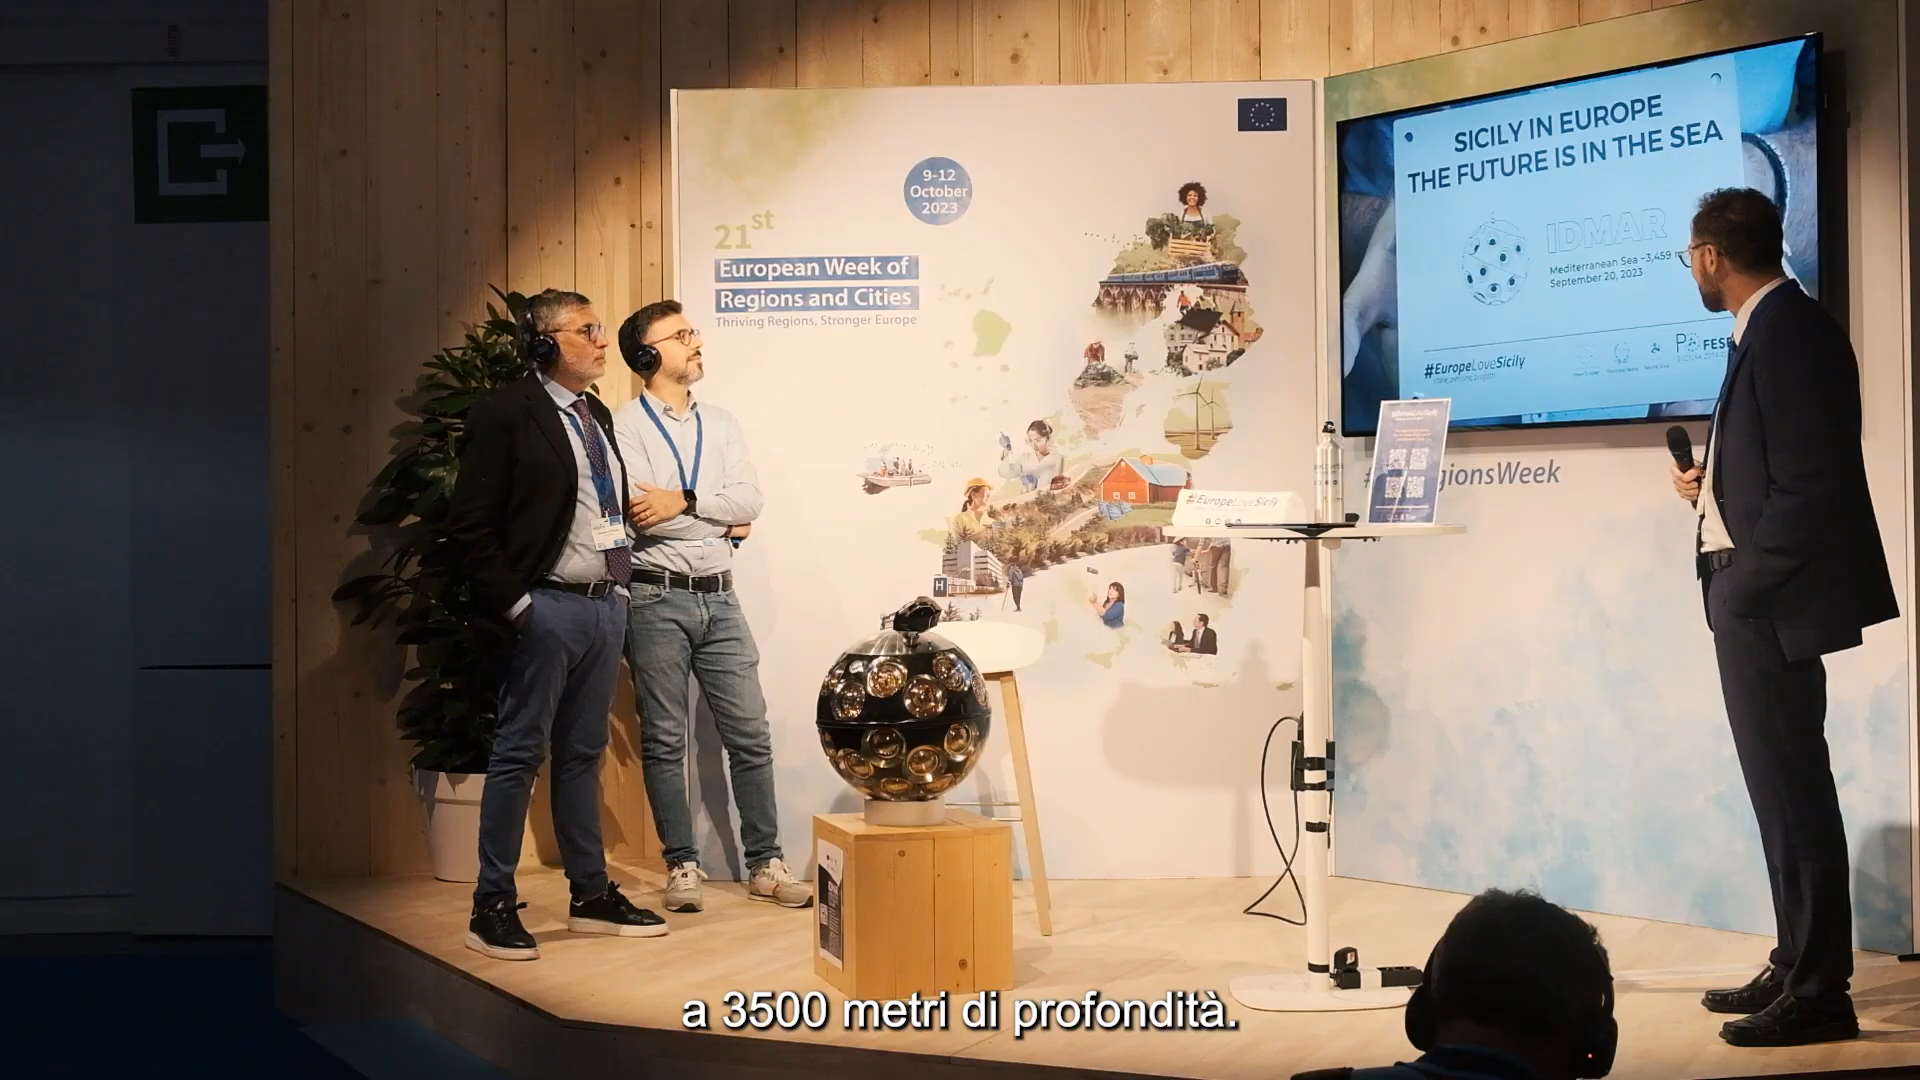 9-12
October
2023
21st
European Week of
Regions and Cities
Thriving Regions, Stronger Europe
SICILY IN EUROPE
THE FUTURE IS IN THE SEA
IDMAR
Mediterranean Sea -3,459
September 20, 2023
#EuropeLoveSicily
FESR
#EuropeLoveSicily
gionsWeek
H
IDMAR
a 3500 metri di profondità.